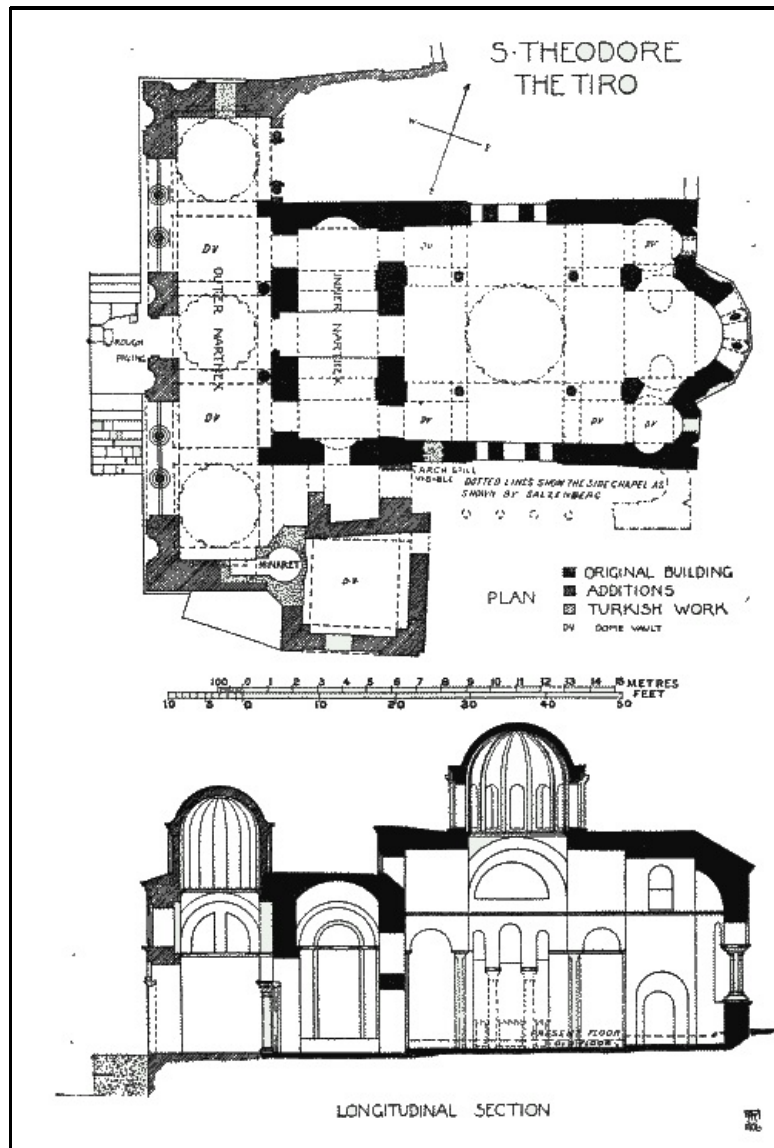 S·THEODORE
THE TIRO
W
E
DV
DV
DV
OUTER NARTHEX
INNER NARTHEX
ROUGH
PAVING
DV
DV
DV
DV
ARCH STILL
VISIBLE
DOTTED LINES SHOW THE SIDE CHAPEL AS
SHOWN BY SALZENBERG
MINARET
DV
PLAN
ORIGINAL BUILDING
ADDITIONS
TURKISH WORK
DV DOME VAULT
100 0 1 2 3 4 5 6 7 8 9 10 11 12 13 14 15 METRES
FEET
10 5 0 10 20 30 40 50
PRESENT FLOOR
OLD FLOOR
LONGITUDINAL SECTION